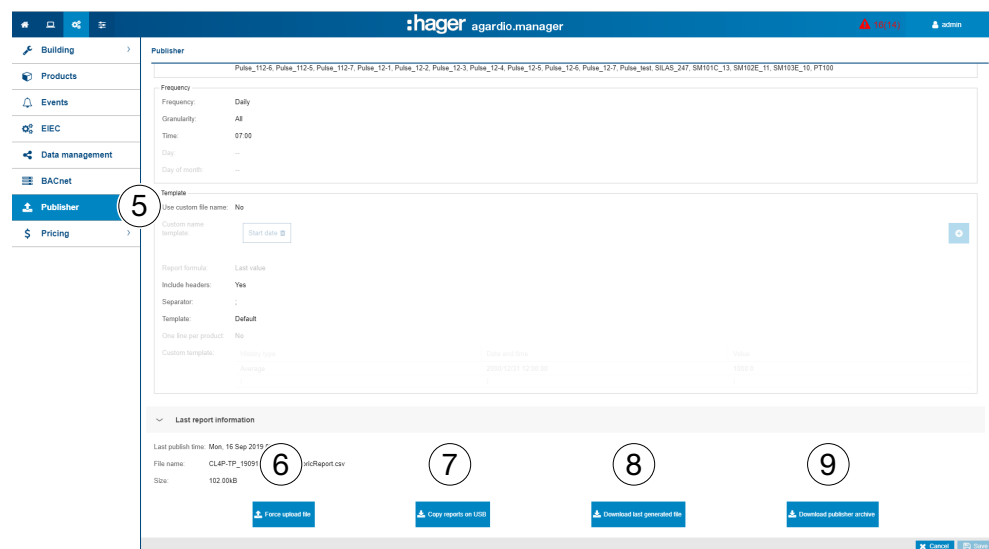 :hager agardio.manager
admin
Building
Products
Events
EIEC
Data management
BACnet
Publisher
Pricing
Publisher
Pulse_112-6, Pulse_112-5, Pulse_112-7, Pulse_12-1, Pulse_12-2, Pulse_12-3, Pulse_12-4, Pulse_12-5, Pulse_12-6, Pulse_12-7, Pulse_test, SILAS_247, SM101C_13, SM102E_11, SM103E_10, PT100
Frequency
Frequency: Daily
Granularity: All
Time: 07:00
Day: --
Day of month: --
5
Template
Use custom file name: No
Custom name template: Start date
Report formula: Last value
Include headers: Yes
Separator: ;
Template: Default
One line per product: No
Custom template: History type Date and time Value
Average
Last report information
Last publish time: Mon, 16 Sep 2019
File name: CL4P-TP_19091 ricReport.csv
Size: 102.00kB
6 7 8 9
Force upload file Copy reports on USB Download last generated file Download publisher archive
Cancel Save